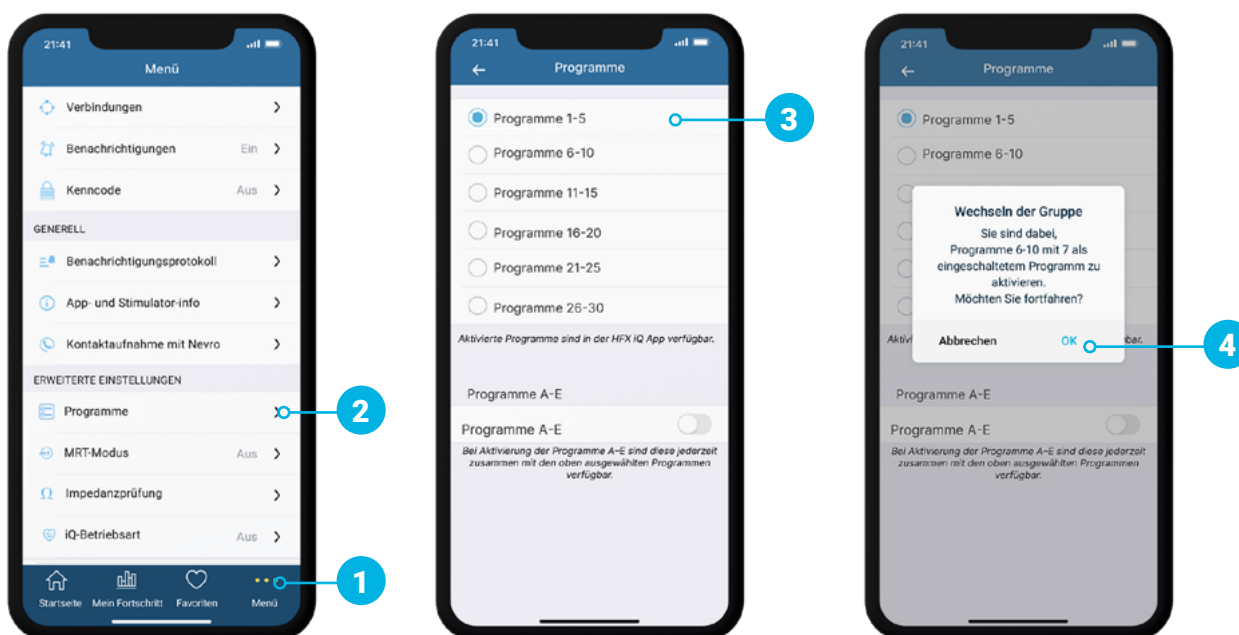 21:41
Menü
Verbindungen
Benachrichtigungen Ein
Kenncode Aus
GENERELL
Benachrichtigungsprotokoll
App- und Stimulator-info
Kontaktaufnahme mit Nevro
ERWEITERTE EINSTELLUNGEN
Programme
2
MRT-Modus Aus
Impedanzprüfung
iQ-Betriebsart Aus
1
Startseite Mein Fortschritt Favoriten Menü
21:41
Programme
Programme 1-5
3
Programme 6-10
Programme 11-15
Programme 16-20
Programme 21-25
Programme 26-30
Aktivierte Programme sind in der HFX iQ App verfügbar.
Programme A-E
Programme A-E
Bei Aktivierung der Programme A-E sind diese jederzeit
zusammen mit den oben ausgewählten Programmen
verfügbar.
21:41
Programme
Programme 1-5
Programme 6-10
Wechseln der Gruppe
Sie sind dabei,
Programme 6-10 mit 7 als
eingeschaltetem Programm zu
aktivieren.
Möchten Sie fortfahren?
Abbrechen OK
4
Programme A-E
Programme A-E
Bei Aktivierung der Programme A-E sind diese jederzeit
zusammen mit den oben ausgewählten Programmen
verfügbar.